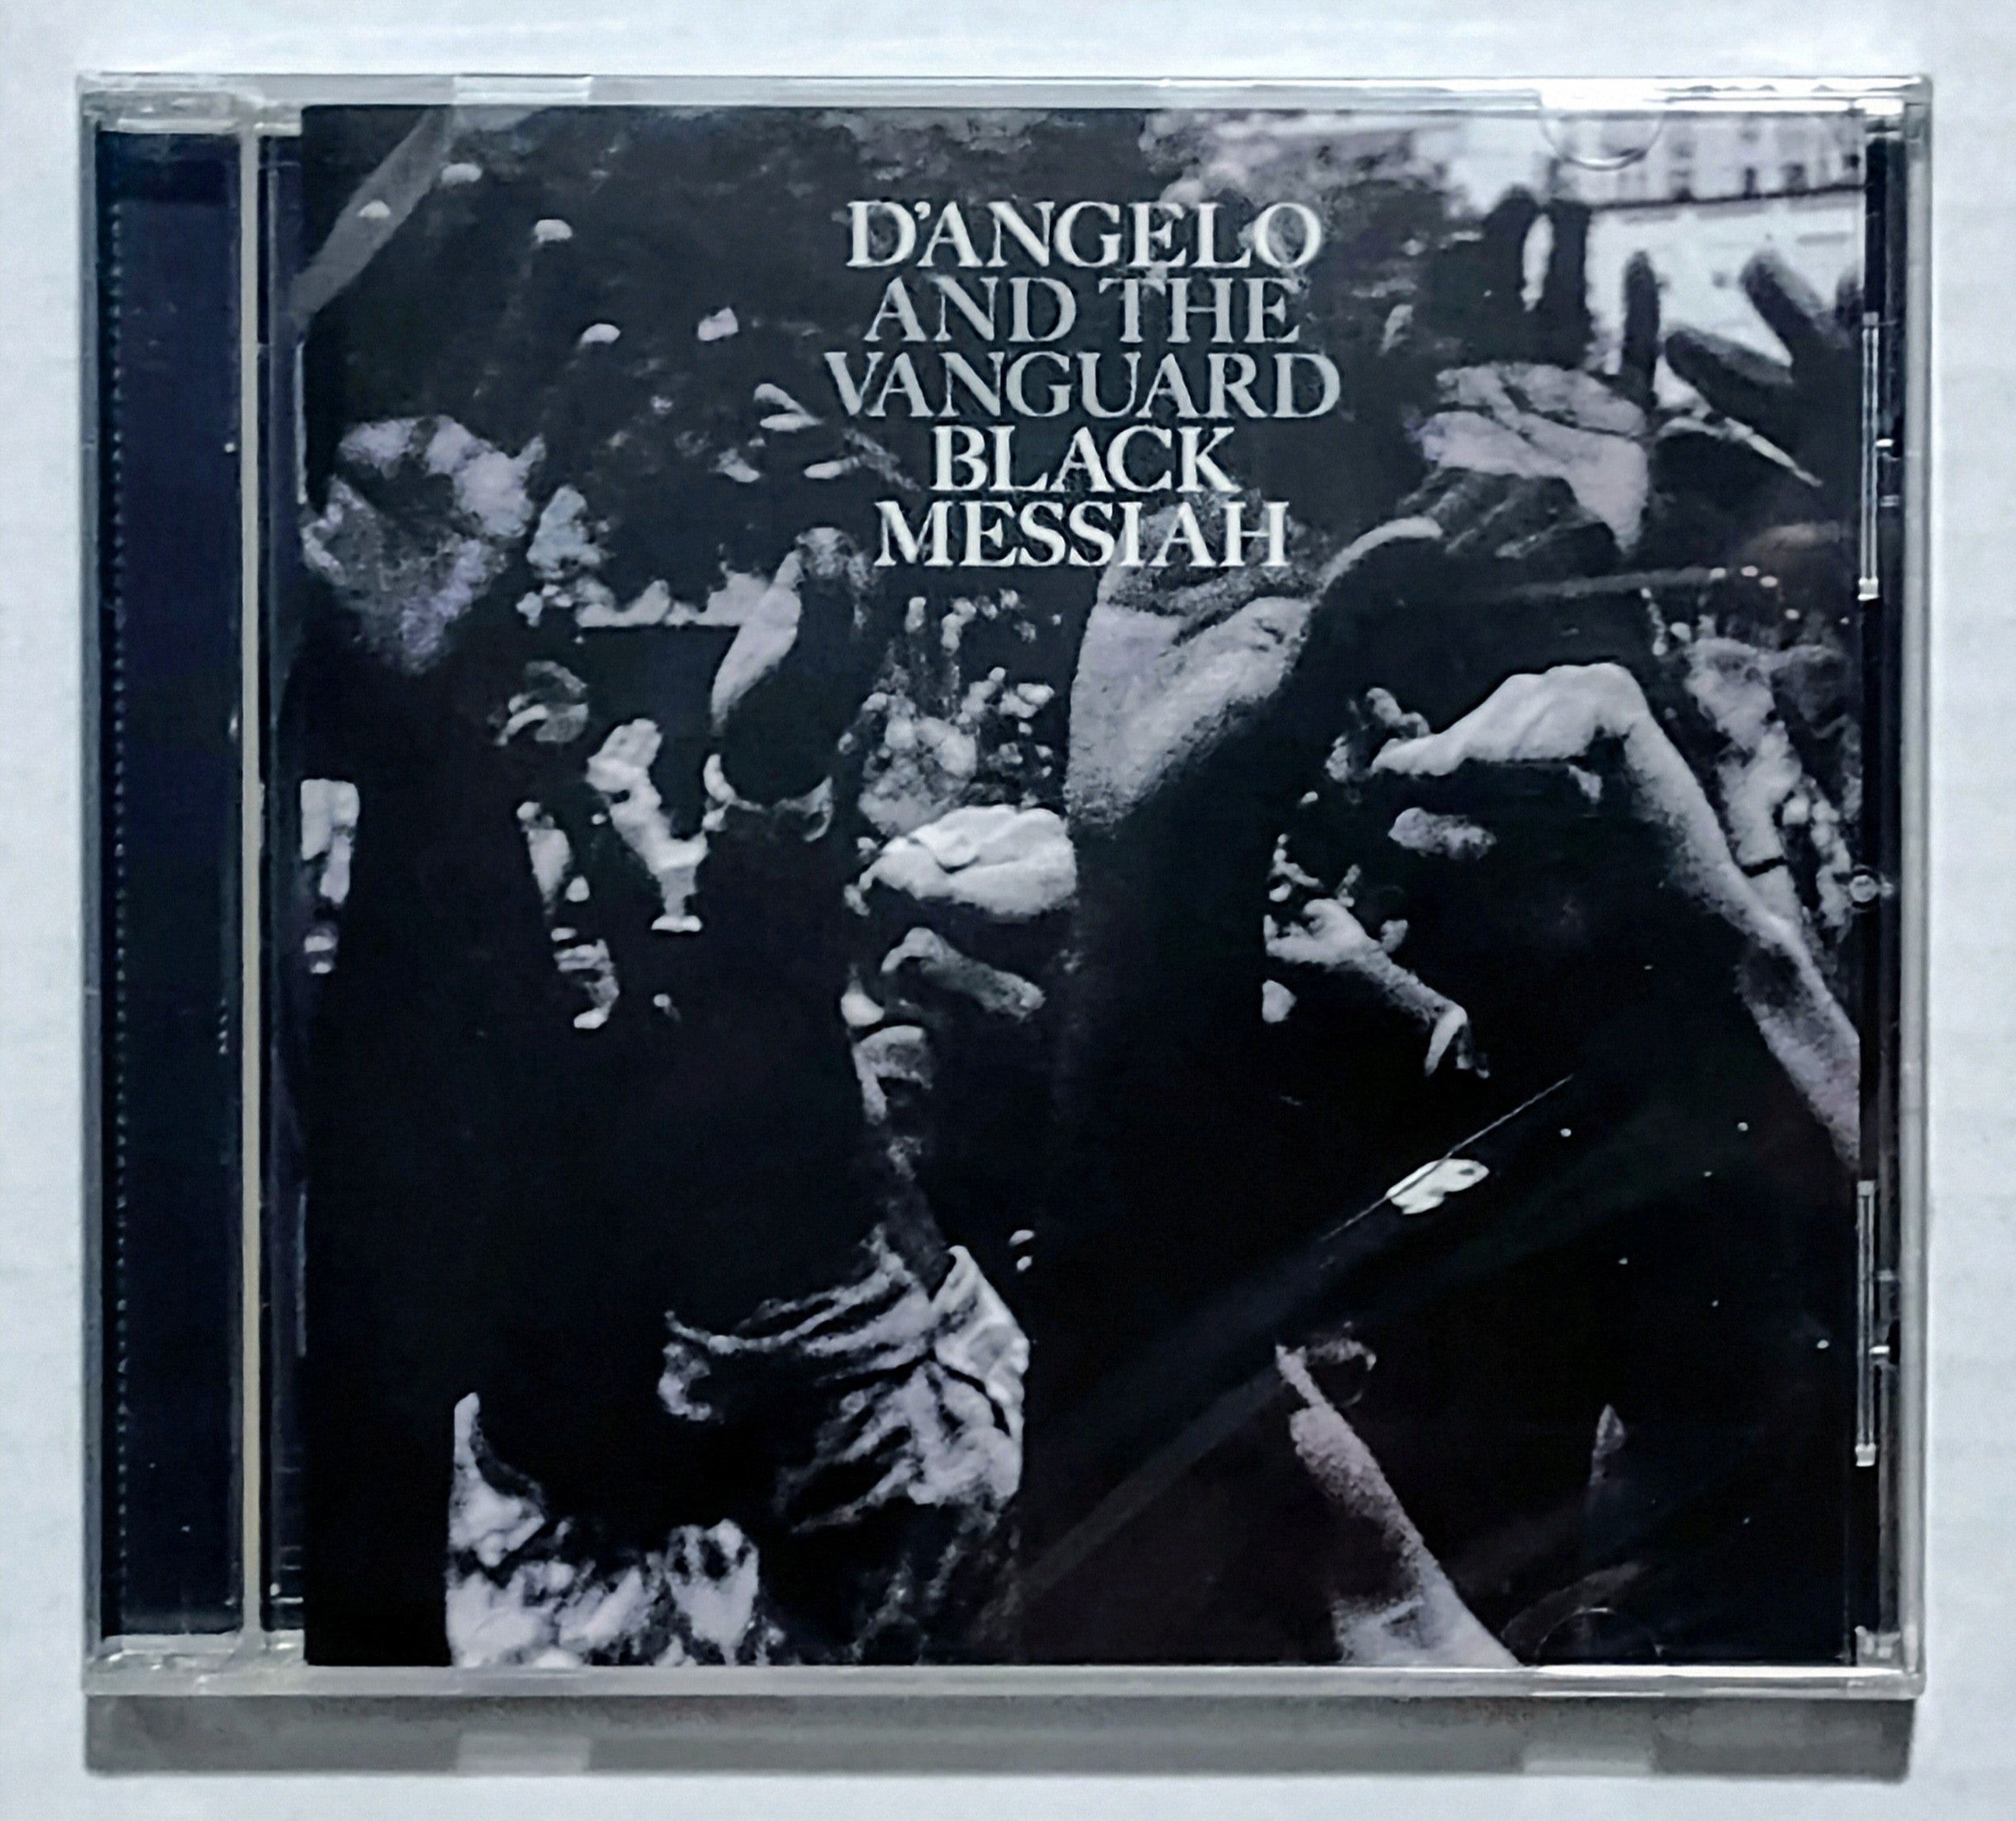 D'ANGELO
AND THE
VANGUARD
BLACK
MESSIAH